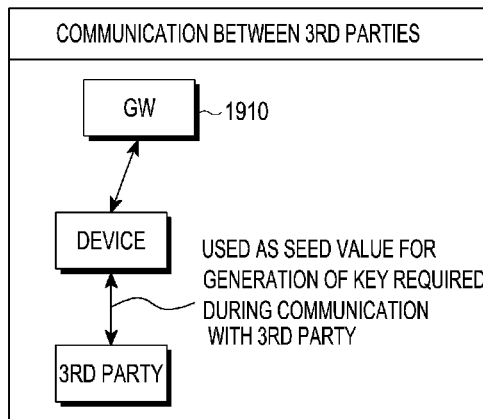 COMMUNICATION BETWEEN 3RD PARTIES
GW
1910
DEVICE
USED AS SEED VALUE FOR
GENERATION OF KEY REQUIRED
DURING COMMUNICATION
WITH 3RD PARTY
3RD PARTY